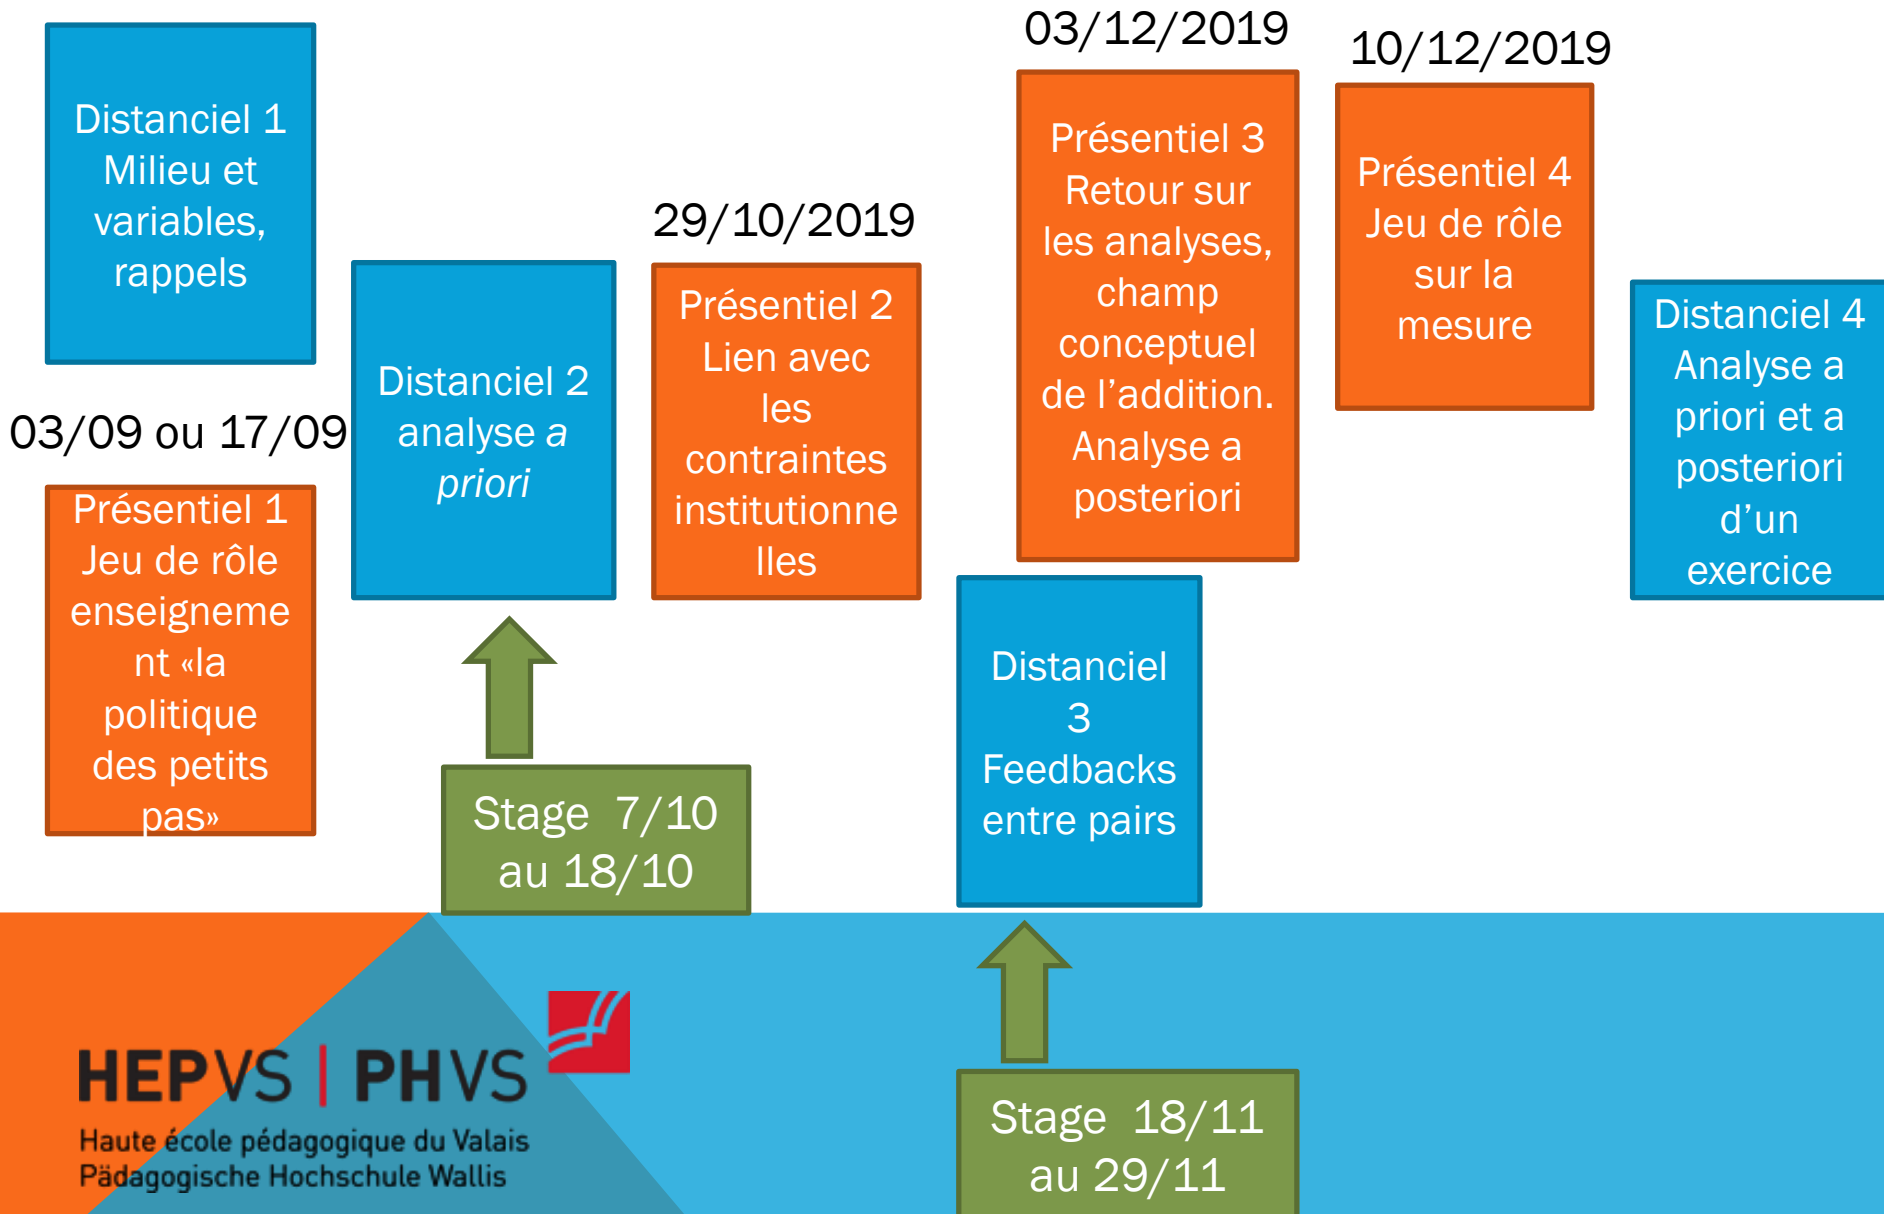 Distanciel 1
Milieu et
variables,
rappels
03/09 ou 17/09
Présentiel 1
Jeu de rôle
enseigneme
nt «la
politique
des petits
pas»
Distanciel 2
analyse a
priori
Stage 7/10
au 18/10
29/10/2019
Présentiel 2
Lien avec
les
contraintes
institutionne
lles
03/12/2019
Présentiel 3
Retour sur
les analyses,
champ
conceptuel
de l’addition.
Analyse a
posteriori
Distanciel
3
Feedbacks
entre pairs
Stage 18/11
au 29/11
10/12/2019
Présentiel 4
Jeu de rôle
sur la
mesure
Distanciel 4
Analyse a
priori et a
posteriori
d’un
exercice
HEPVS | PHVS
Haute école pédagogique du Valais
Pädagogische Hochschule Wallis